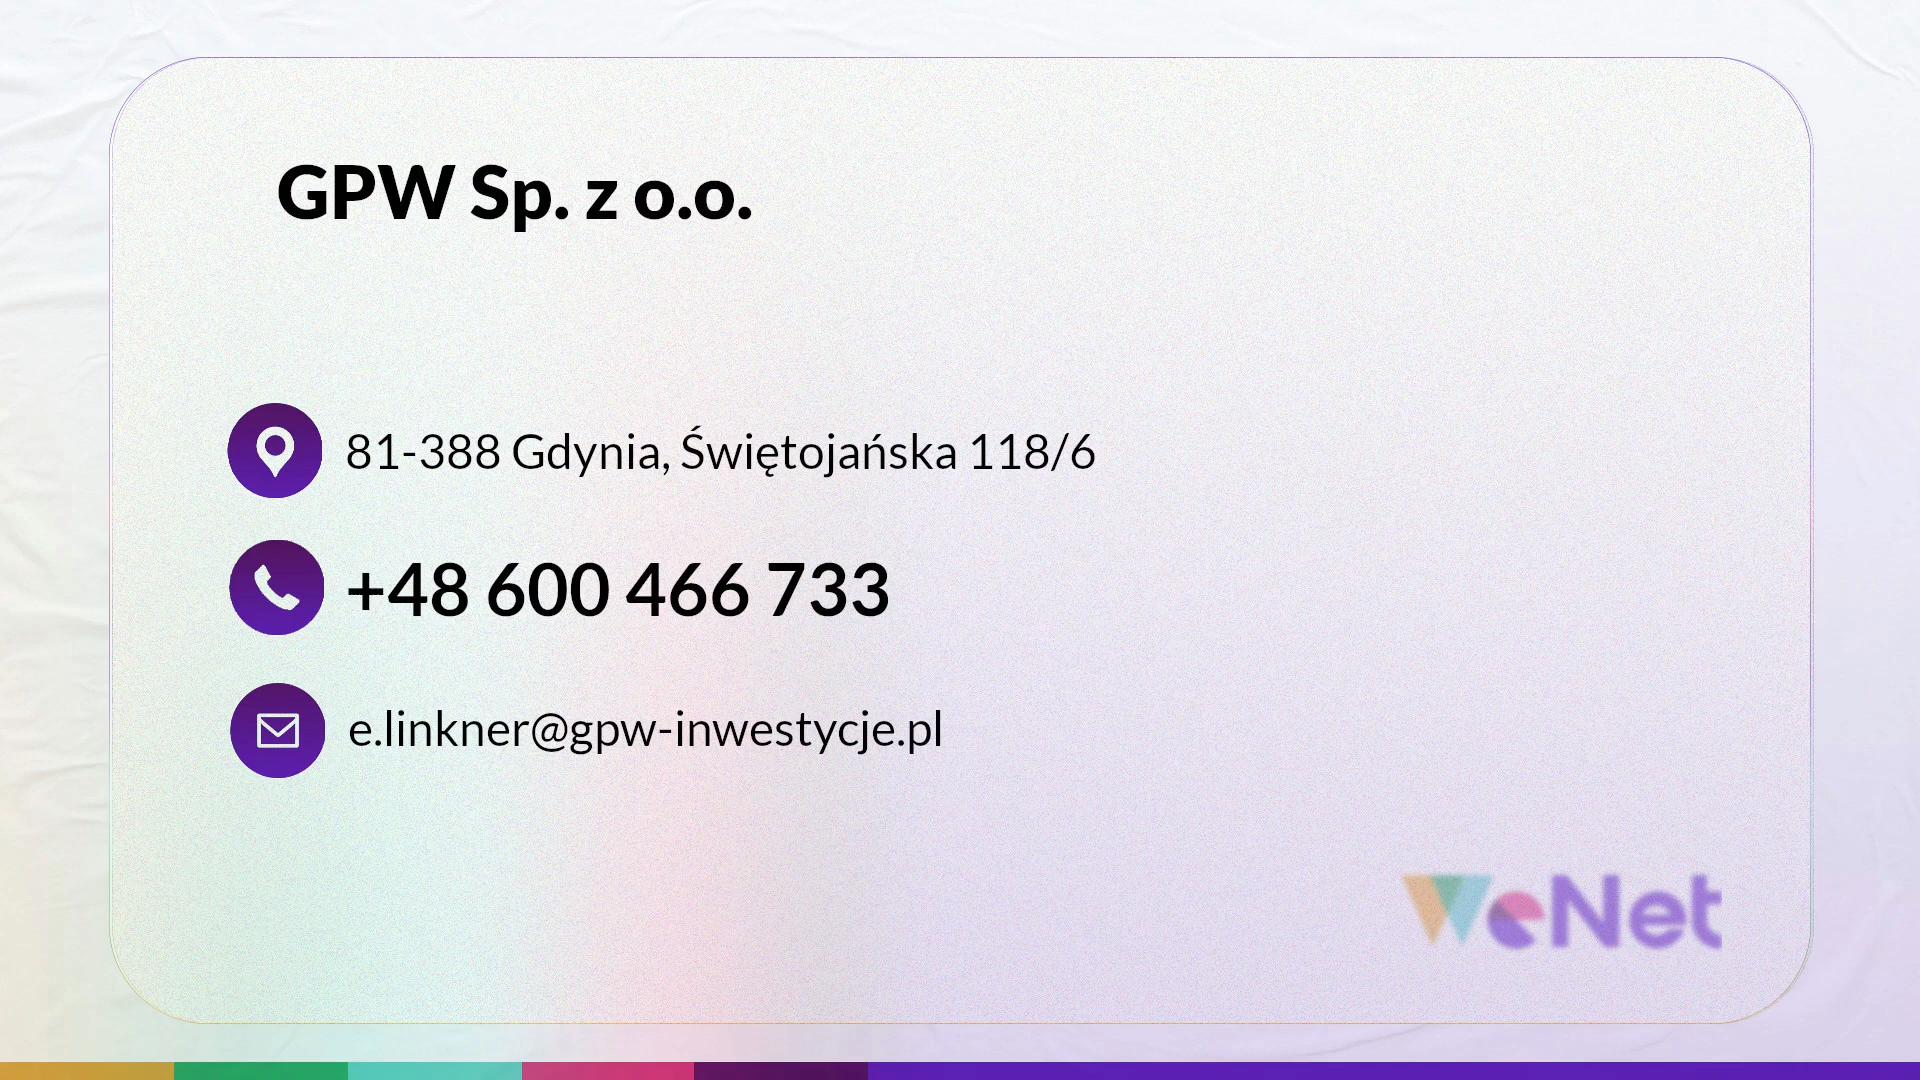 GPW Sp. z o.o.
81-388 Gdynia, Świętojańska 118/6
+48 600 466 733
e.linkner@gpw-inwestycje.pl
WeNet